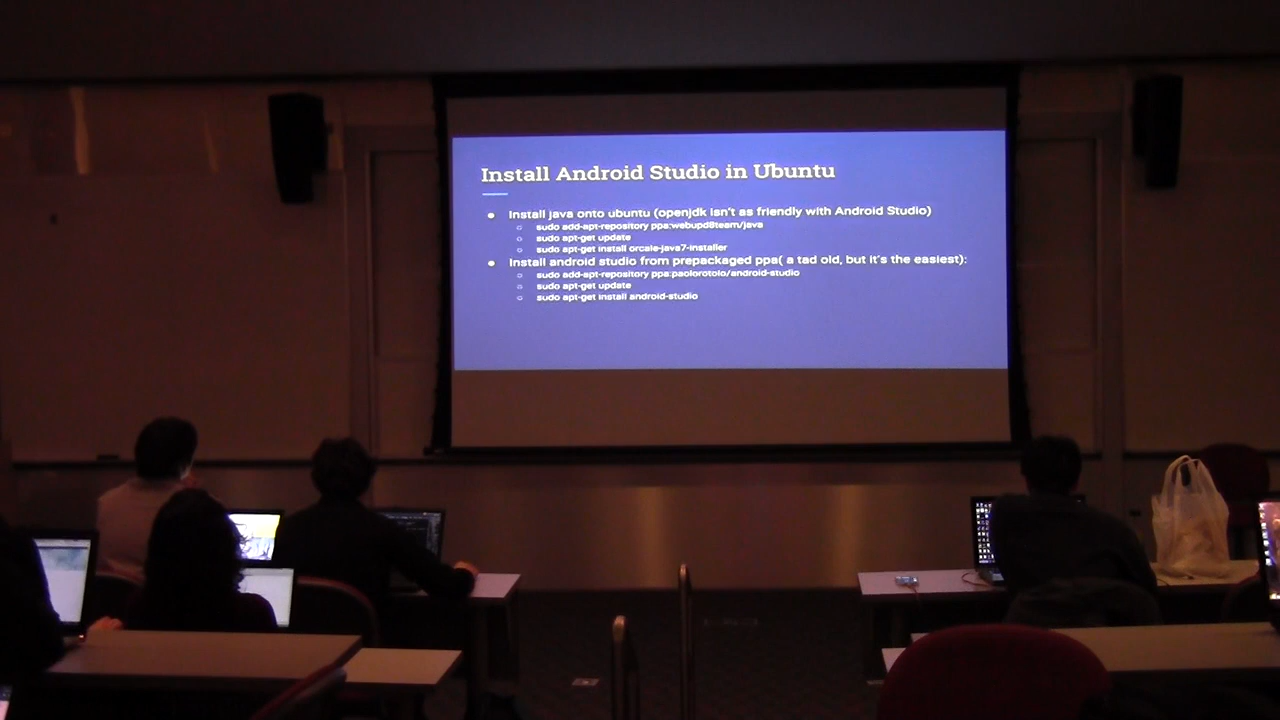 Install Android Studio in Ubuntu
Install java onto ubuntu (openjdk isn't as friendly with Android Studio)
sudo add-apt-repository ppa:webupd8team/java
sudo apt-get update
sudo apt-get install orcale-java7-installer
Install android studio from prepackaged ppa( a tad old, but it's the easiest):
sudo add-apt-repository ppa:paolorotolo/android-studio
sudo apt-get update
sudo apt-get install android-studio